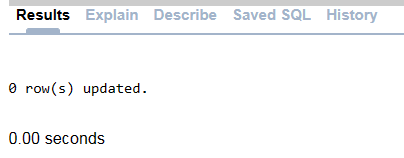 Results Explain Describe Saved SQL History
0 row(s) updated.
0.00 seconds